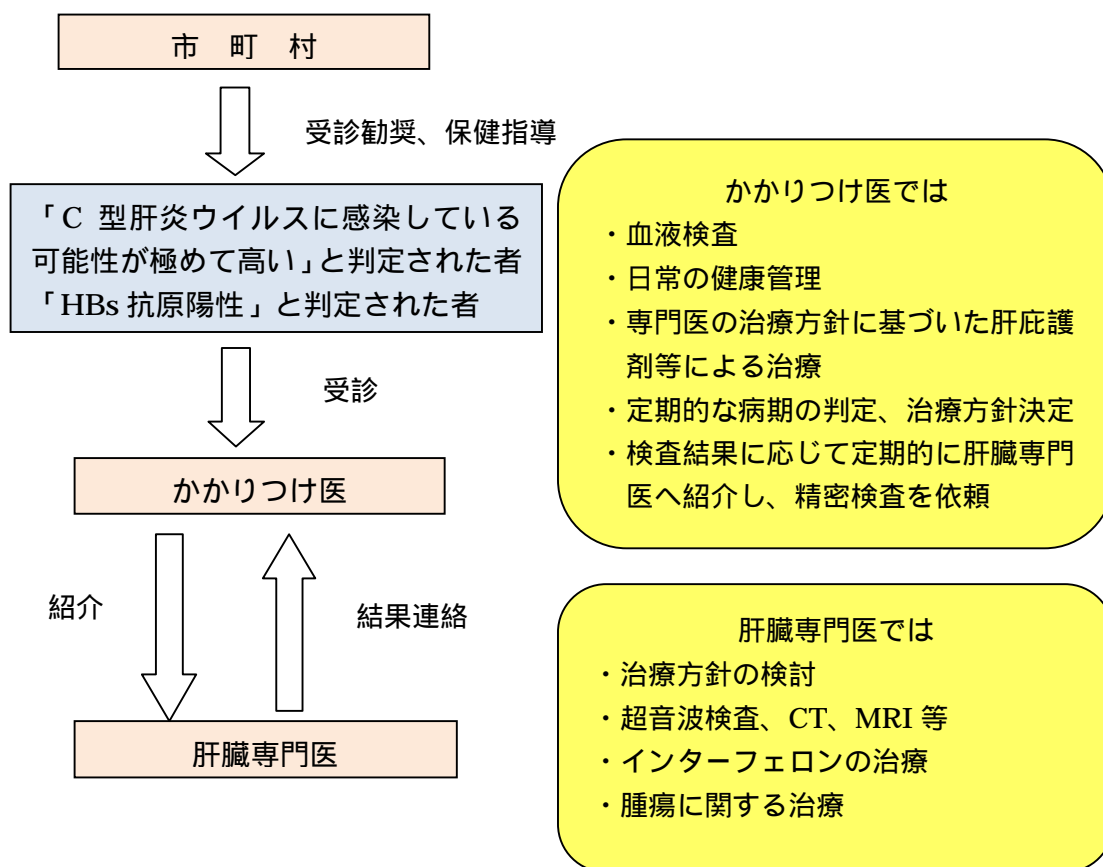 市 町 村
受診勧奨、保健指導
「C 型肝炎ウイルスに感染している
可能性が極めて高い」と判定された者
「HBs 抗原陽性」と判定された者
受診
かかりつけ医
紹介
結果連絡
肝臓専門医
かかりつけ医では
・血液検査
・日常の健康管理
・専門医の治療方針に基づいた肝庇護
剤等による治療
・定期的な病期の判定、治療方針決定
・検査結果に応じて定期的に肝臓専門
医へ紹介し、精密検査を依頼
肝臓専門医では
・治療方針の検討
・超音波検査、CT、MRI 等
・インターフェロンの治療
・腫瘍に関する治療